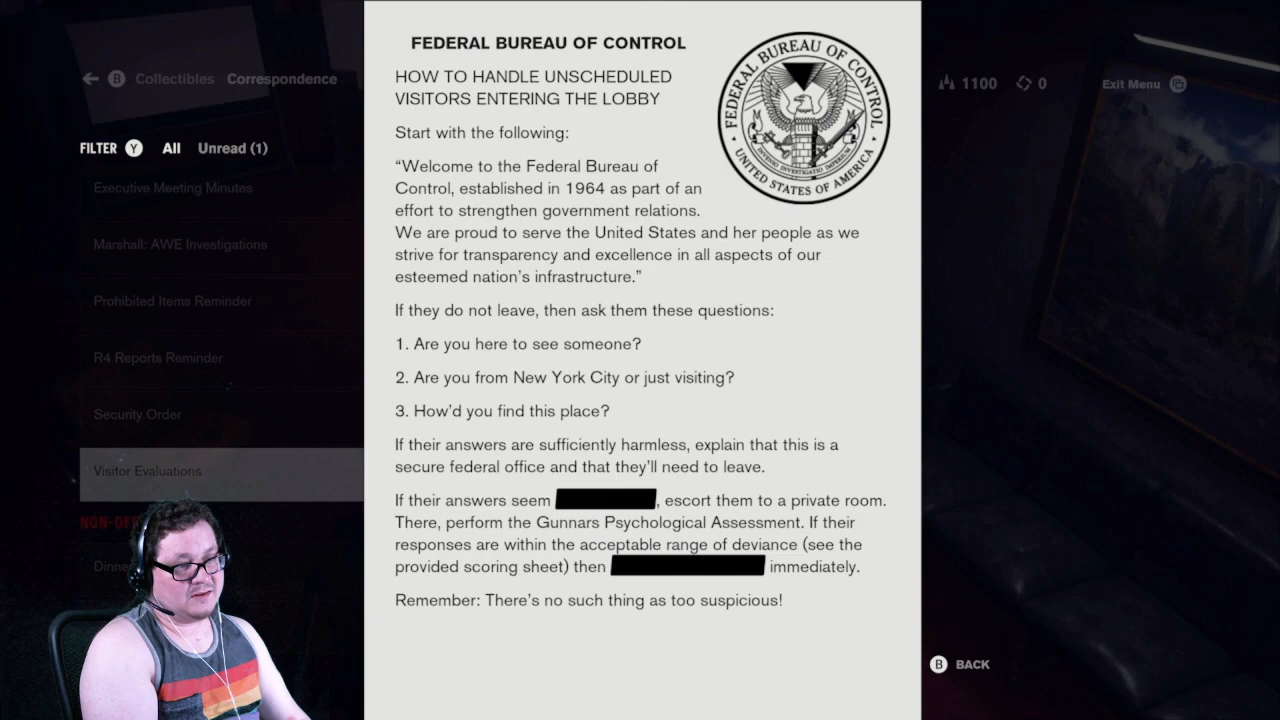 FEDERAL BUREAU OF CONTROL
HOW TO HANDLE UNSCHEDULED
VISITORS ENTERING THE LOBBY
Start with the following:
“Welcome to the Federal Bureau of
Control, established in 1964 as part of an
effort to strengthen government relations.
We are proud to serve the United States and her people as we
strive for transparency and excellence in all aspects of our
esteemed nation’s infrastructure.”
If they do not leave, then ask them these questions:
1. Are you here to see someone?
2. Are you from New York City or just visiting?
3. How’d you find this place?
If their answers are sufficiently harmless, explain that this is a
secure federal office and that they’ll need to leave.
If their answers seem , escort them to a private room.
There, perform the Gunnars Psychological Assessment. If their
responses are within the acceptable range of deviance (see the
provided scoring sheet) then immediately.
Remember: There’s no such thing as too suspicious!
FEDERAL BUREAU OF CONTROL
UNITED STATES OF AMERICA
B Collectibles Correspondence
FILTER Y All Unread (1)
Executive Meeting Minutes
Marshall: AWE Investigations
Prohibited Items Reminder
R4 Reports Reminder
Security Order
Visitor Evaluations
NON-OF
Dinne
1100 0
Exit Menu
B BACK